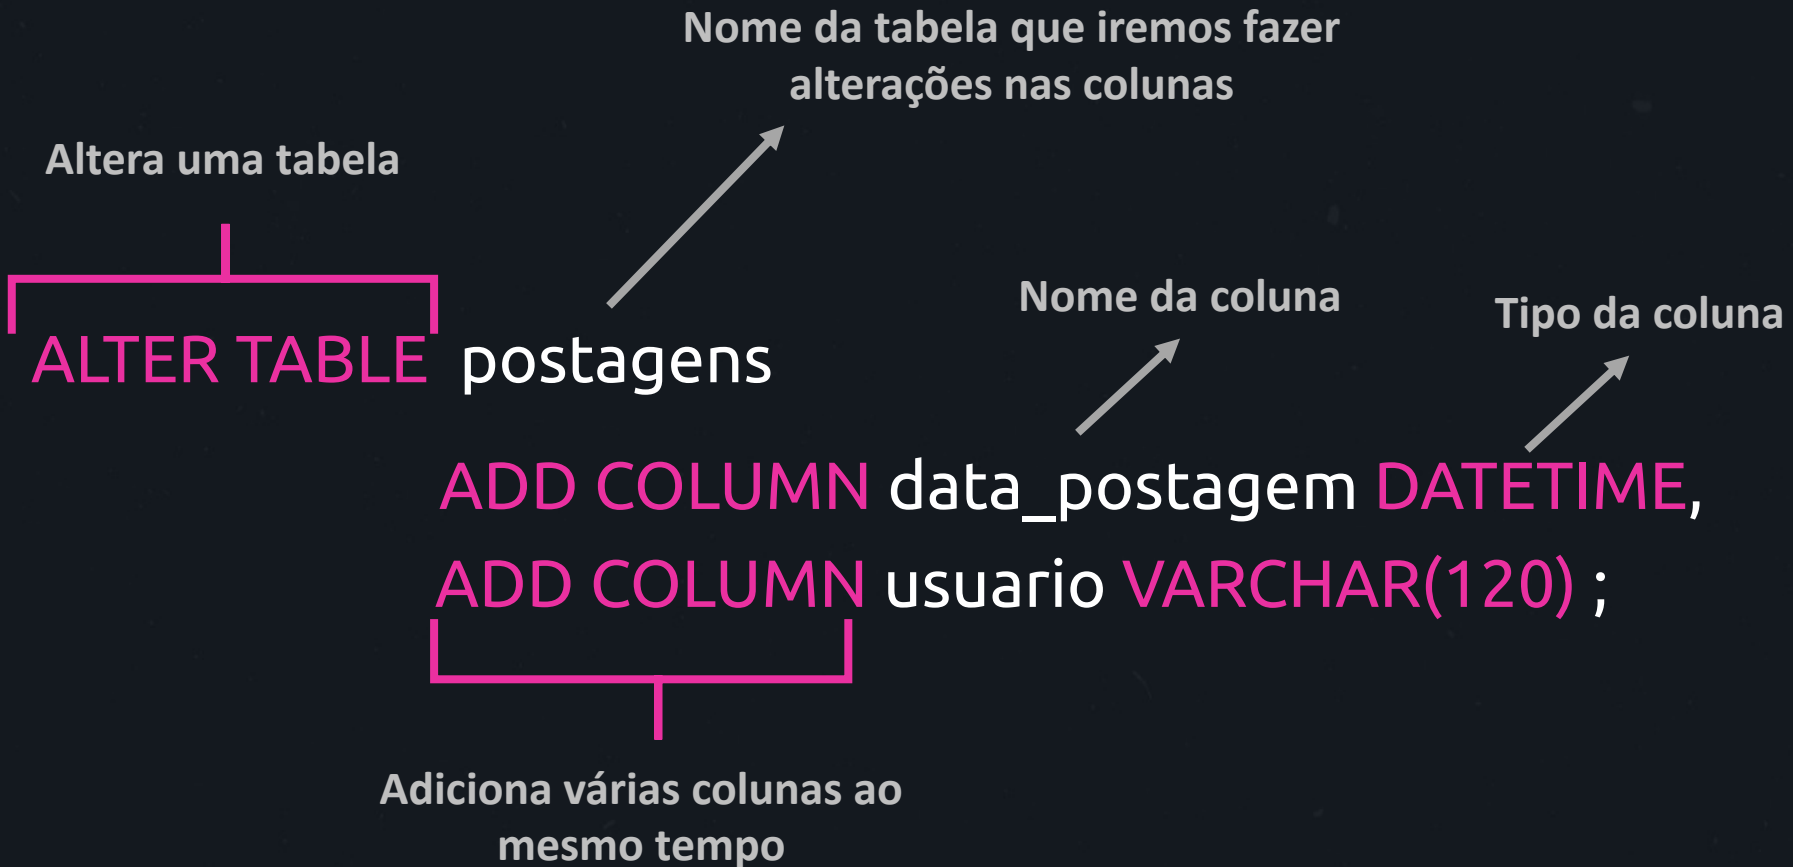 Nome da tabela que iremos fazer
alterações nas colunas
Altera uma tabela
Nome da coluna
Tipo da coluna
ALTER TABLE postagens
ADD COLUMN data_postagem DATETIME,
ADD COLUMN usuario VARCHAR(120) ;
Adiciona várias colunas ao
mesmo tempo